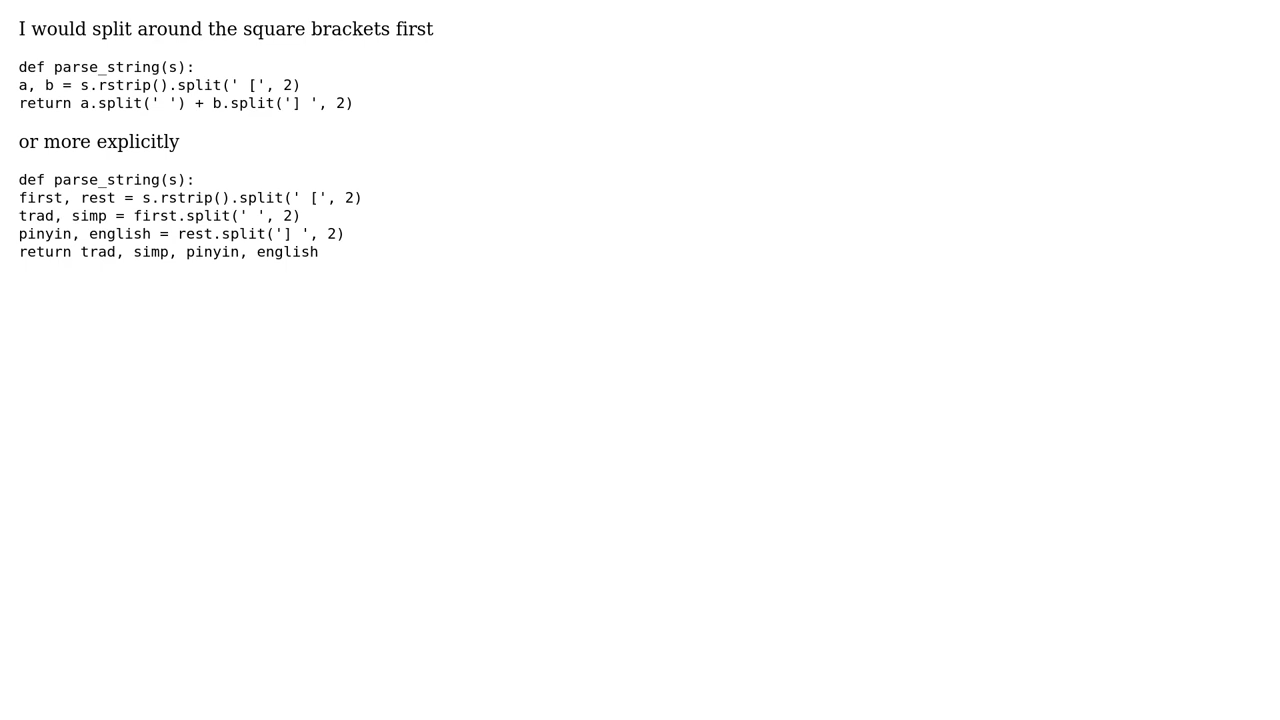 I would split around the square brackets first
def parse_string(s):
a, b = s.rstrip().split(' [', 2)
return a.split(' ') + b.split('] ', 2)
or more explicitly
def parse_string(s):
first, rest = s.rstrip().split(' [', 2)
trad, simp = first.split(' ', 2)
pinyin, english = rest.split('] ', 2)
return trad, simp, pinyin, english